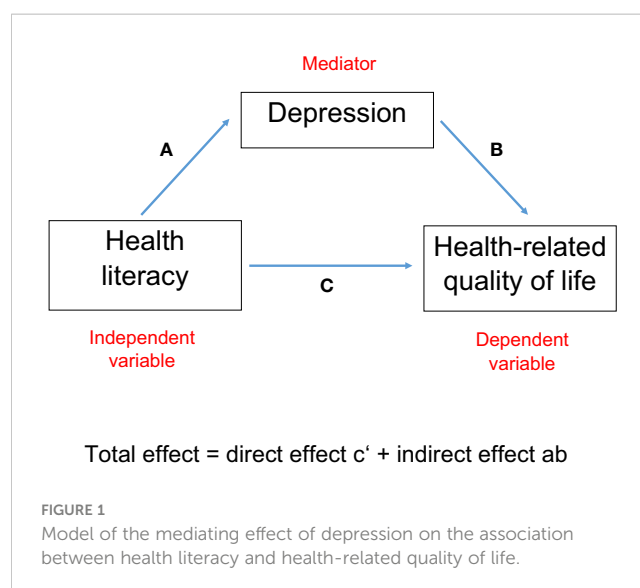 Mediator
Depression
A
B
Health
literacy
Health-related
quality of life
C
Independent
variable
Dependent
variable
Total effect = direct effect c‘ + indirect effect ab
FIGURE 1
Model of the mediating effect of depression on the association
between health literacy and health-related quality of life.